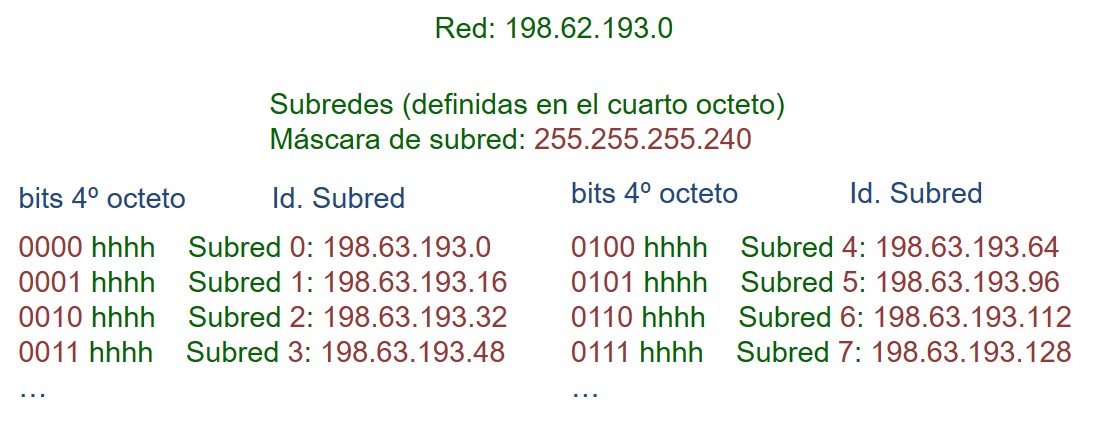 Red: 198.62.193.0
Subredes (definidas en el cuarto octeto)
Máscara de subred: 255.255.255.240
bits 4º octeto Id. Subred
0000 hhhh Subred 0: 198.63.193.0
0001 hhhh Subred 1: 198.63.193.16
0010 hhhh Subred 2: 198.63.193.32
0011 hhhh Subred 3: 198.63.193.48
...
bits 4º octeto Id. Subred
0100 hhhh Subred 4: 198.63.193.64
0101 hhhh Subred 5: 198.63.193.96
0110 hhhh Subred 6: 198.63.193.112
0111 hhhh Subred 7: 198.63.193.128
...